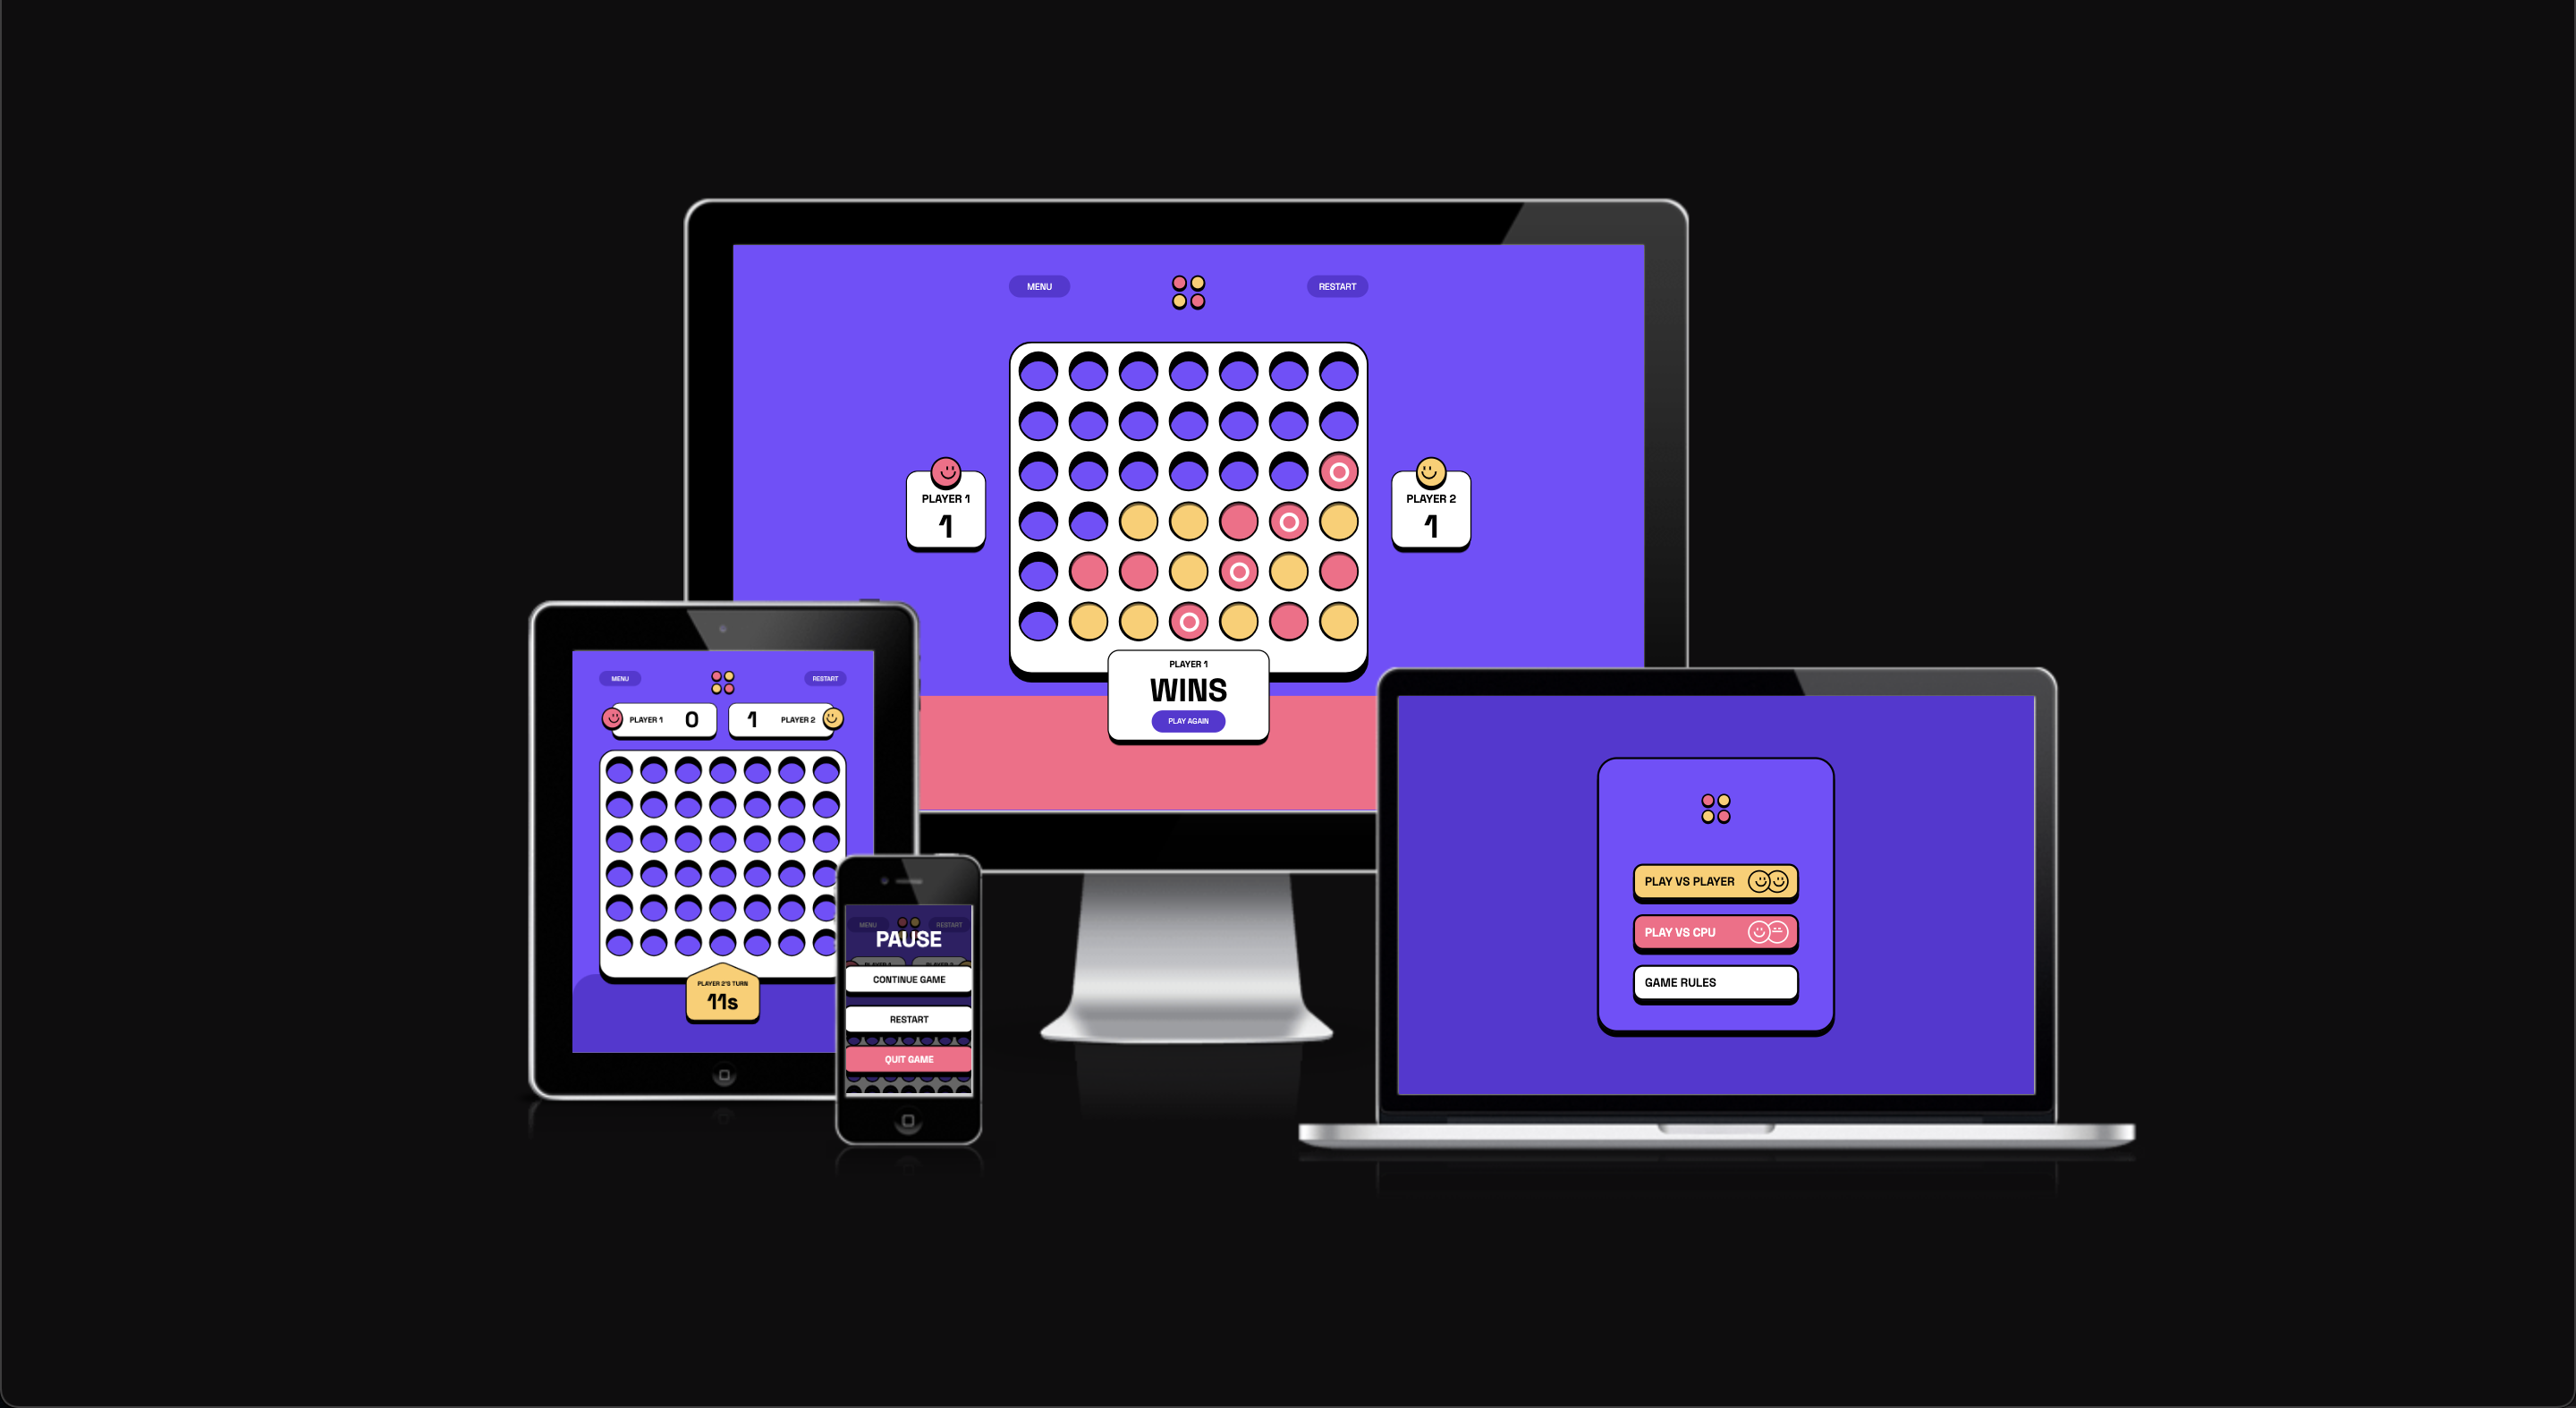 MENU
RESTART
PLAYER 1
1
PLAYER 2
1
PLAYER 1
WINS
PLAY AGAIN
MENU
RESTART
PLAYER 1 0
1 PLAYER 2
PLAYER 2'S TURN
11s
MENU
RESTART
PAUSE
CONTINUE GAME
RESTART
QUIT GAME
PLAY VS PLAYER
PLAY VS CPU
GAME RULES